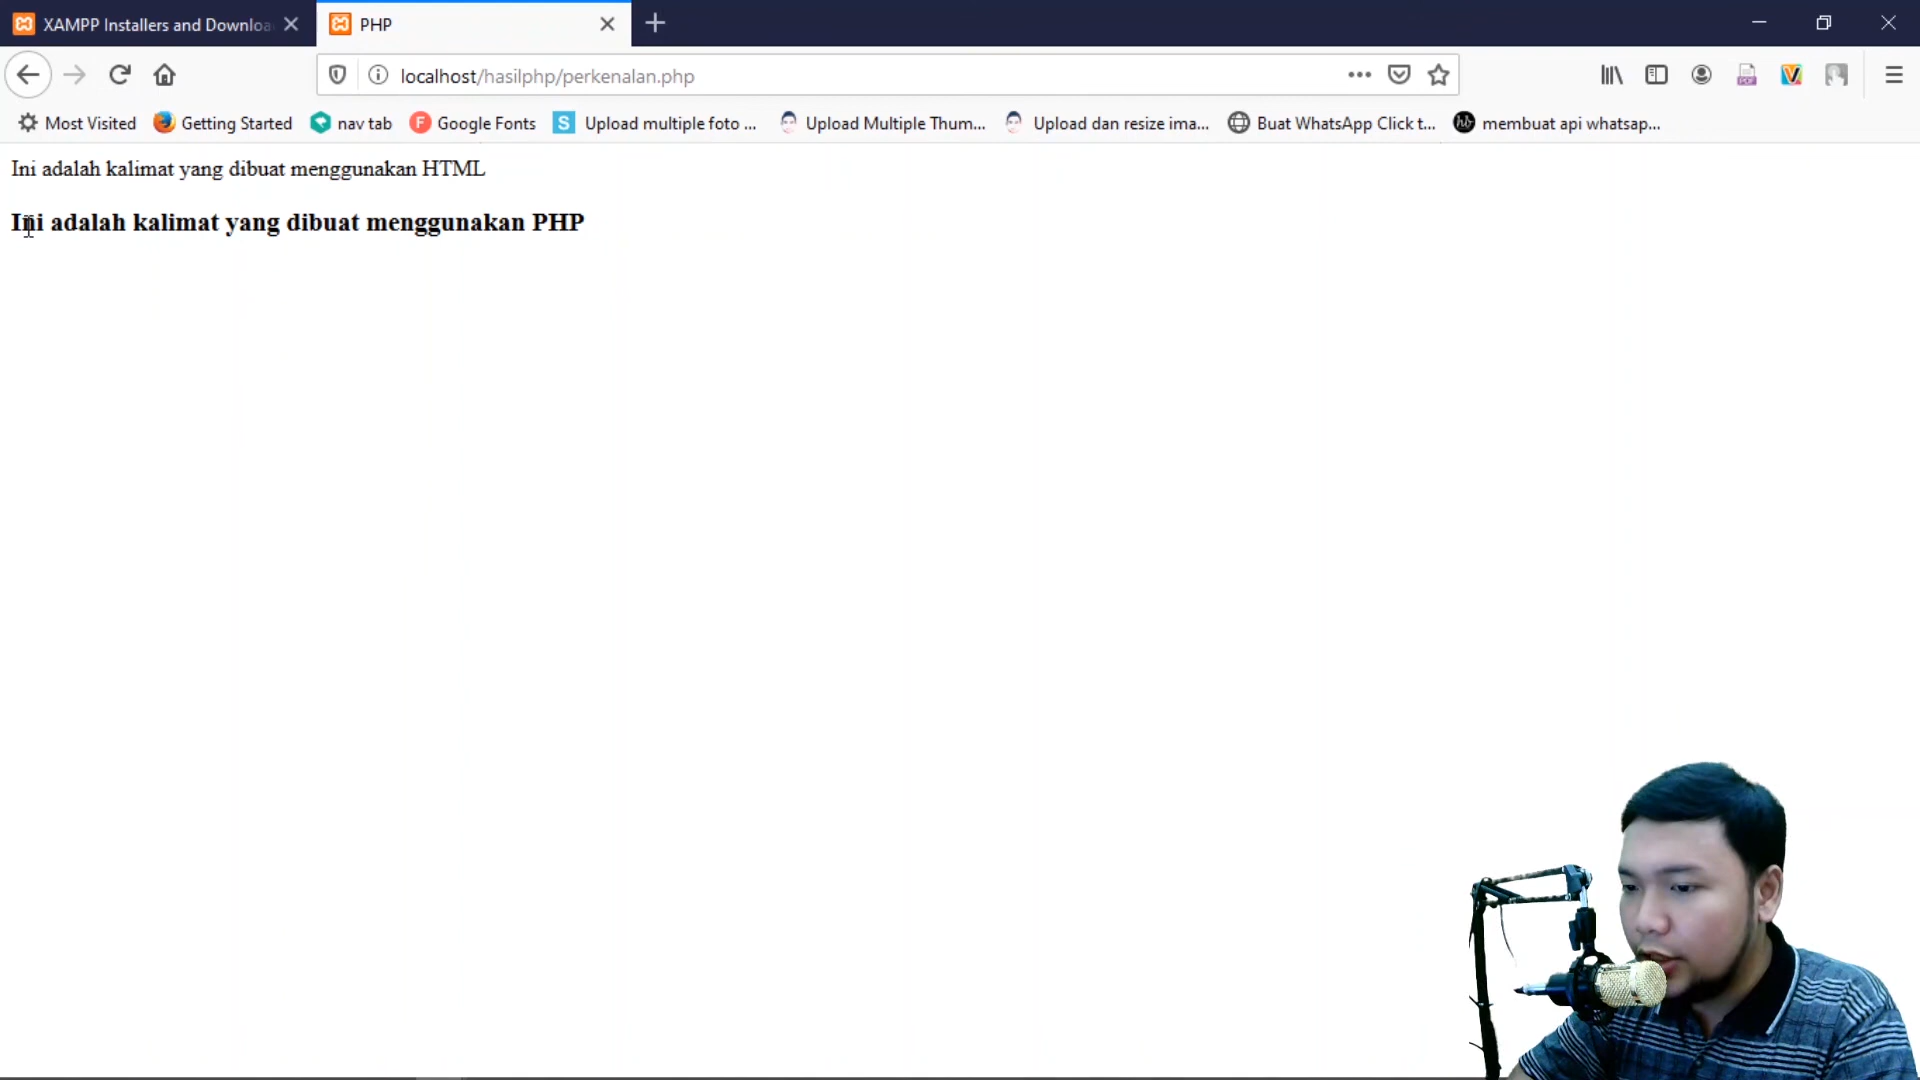 XAMPP Installers and Downloa
PHP
localhost/hasilphp/perkenalan.php
Most Visited
Getting Started
nav tab
Google Fonts
Upload multiple foto ...
Upload Multiple Thum...
Upload dan resize ima...
Buat WhatsApp Click t...
membuat api whatsap...
Ini adalah kalimat yang dibuat menggunakan HTML
Ini adalah kalimat yang dibuat menggunakan PHP